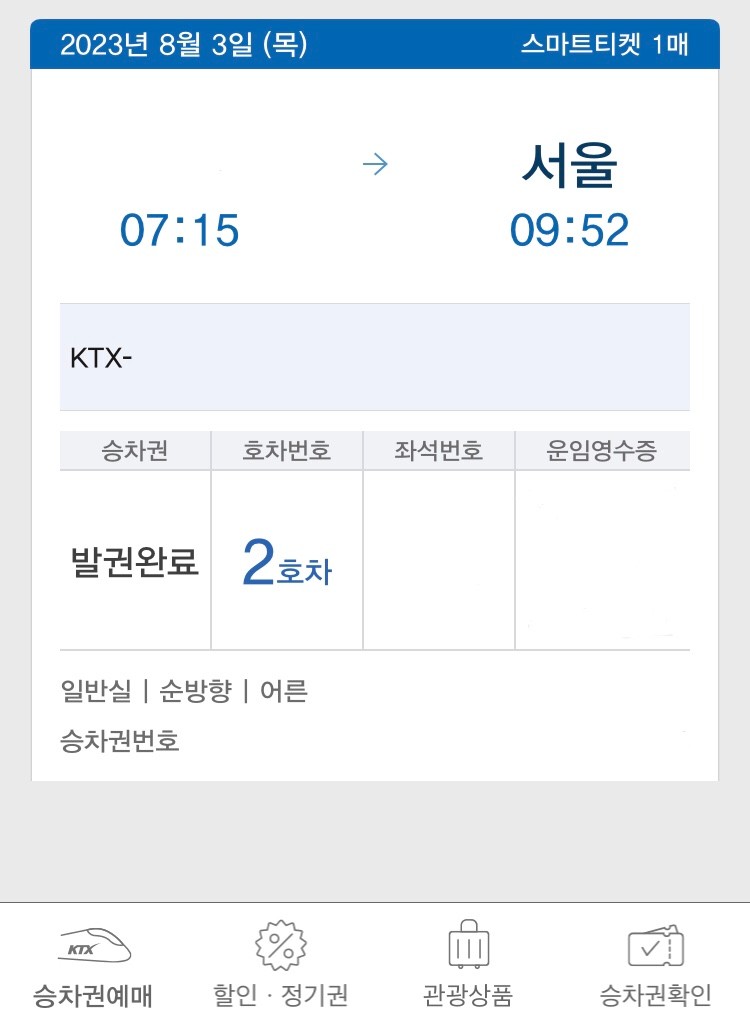 2023년 8월 3일 (목) 스마트티켓 1매
→ 서울
07:15 09:52
KTX-
승차권 호차번호 좌석번호 운임영수증
발권완료 2호차
일반실 | 순방향 | 어른
승차권번호
KTX
승차권예매 할인 · 정기권 관광상품 승차권확인